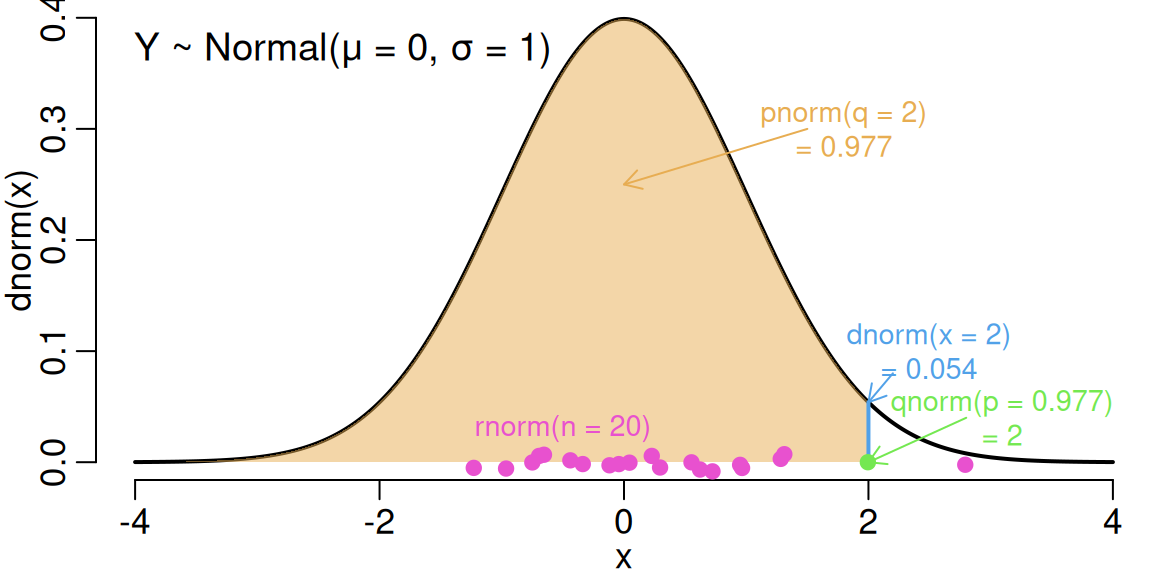 Y ~ Normal(μ = 0, σ = 1)
pnorm(q = 2)
= 0.977
dnorm(x = 2)
= 0.054
qnorm(p = 0.977)
= 2
rnorm(n = 20)
dnorm(x)
0.4
0.3
0.2
0.1
0.0
-4 -2 0 2 4
x